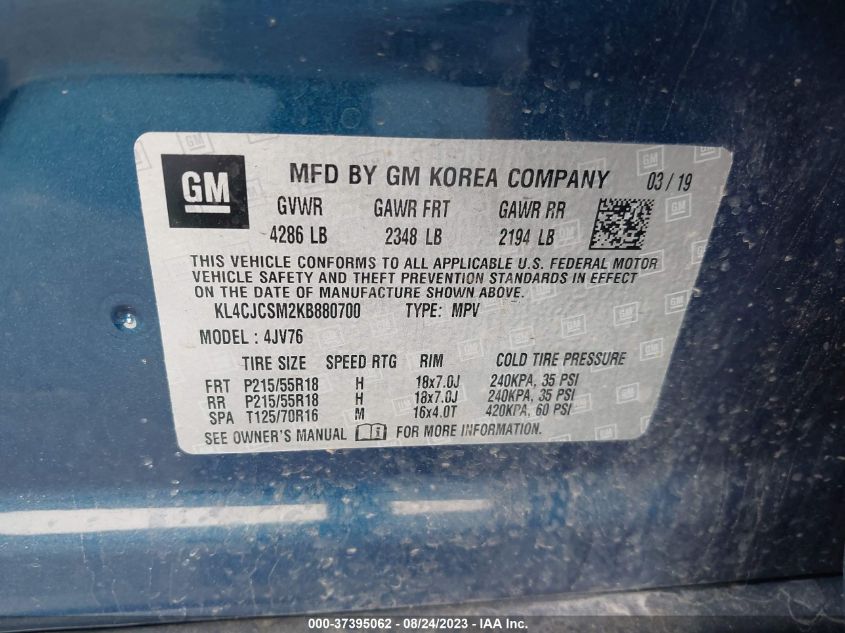 GM
MFD BY GM KOREA COMPANY 03/19
GVWR GAWR FRT GAWR RR
4286 LB 2348 LB 2194 LB
THIS VEHICLE CONFORMS TO ALL APPLICABLE U.S. FEDERAL MOTOR
VEHICLE SAFETY AND THEFT PREVENTION STANDARDS IN EFFECT
ON THE DATE OF MANUFACTURE SHOWN ABOVE.
KL4CJCSM2KB880700 TYPE: MPV
MODEL: 4JV76
TIRE SIZE SPEED RTG RIM COLD TIRE PRESSURE
FRT P215/55R18 H 18x7.0J 240KPA, 35 PSI
RR P215/55R18 H 18x7.0J 240KPA, 35 PSI
SPA T125/70R16 M 16x4.0T 420KPA, 60 PSI
SEE OWNER'S MANUAL FOR MORE INFORMATION.
000-37395062 - 08/24/2023 - IAA Inc.